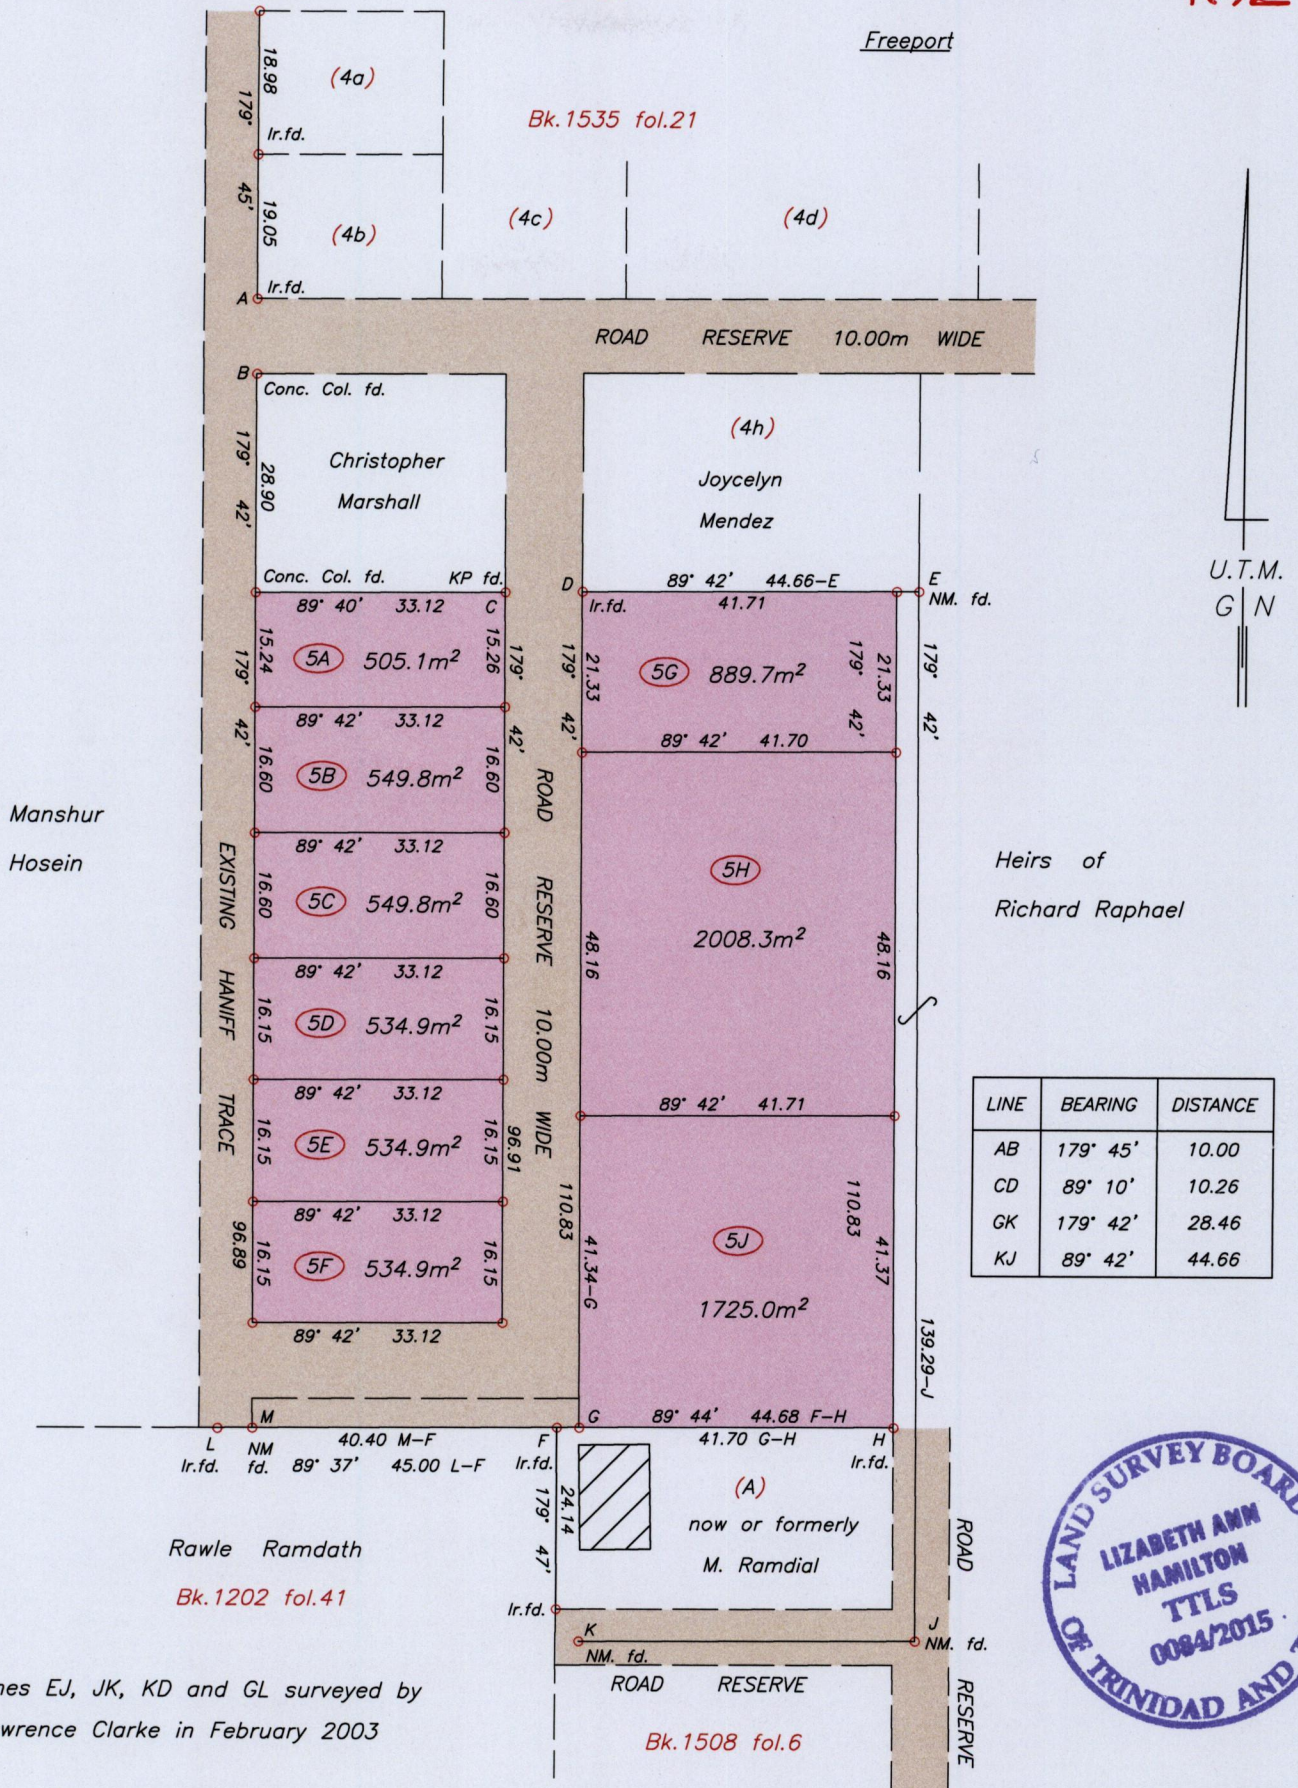 Freeport
18.98
(4a)
179°
Bk.1535 fol.21
Ir.fd.
45'
19.05
(4b)
(4c)
(4d)
A
Ir.fd.
ROAD RESERVE 10.00m WIDE
B
Conc. Col. fd.
179° 42'
28.90
Christopher
Marshall
(4h)
Joycelyn
Mendez
Conc. Col. fd.
KP fd.
C
D
Ir.fd.
89° 42' 44.66-E
41.71
E
NM. fd.
U.T.M.
G N
89° 40' 33.12
15.24
5A 505.1m²
15.26
179° 42'
179° 42'
179° 42'
21.33
5G 889.7m²
179° 42'
21.33
179° 42'
89° 42' 33.12
16.60
5B 549.8m²
16.60
89° 42' 41.70
Manshur
Hosein
89° 42' 33.12
16.60
5C 549.8m²
16.60
5H
2008.3m²
48.16
48.16
Heirs of
Richard Raphael
EXISTING HANIFF TRACE
ROAD RESERVE 10.00m WIDE
89° 42' 33.12
16.15
5D 534.9m²
16.15
89° 42' 33.12
16.15
5E 534.9m²
16.15
96.91
89° 42' 41.71
110.83
41.34-G
5J
1725.0m²
110.83
41.37
89° 42' 33.12
96.89
16.15
5F 534.9m²
16.15
89° 42' 33.12
139.29-J
LINE BEARING DISTANCE
AB 179° 45' 10.00
CD 89° 10' 10.26
GK 179° 42' 28.46
KJ 89° 42' 44.66
M
G
89° 44' 44.68 F-H
L
Ir.fd.
NM
fd.
40.40 M-F
89° 37' 45.00 L-F
F
Ir.fd.
41.70 G-H
H
Ir.fd.
24.14
179° 47'
(A)
now or formerly
M. Ramdial
Rawle Ramdath
Bk.1202 fol.41
Ir.fd.
K
NM. fd.
J
NM. fd.
ROAD RESERVE
ROAD RESERVE
Bk.1508 fol.6
nes EJ, JK, KD and GL surveyed by
wrence Clarke in February 2003
LAND SURVEY BOARD
OF TRINIDAD AND
LIZABETH ANN
HAMILTON
TTLS
0084/2015